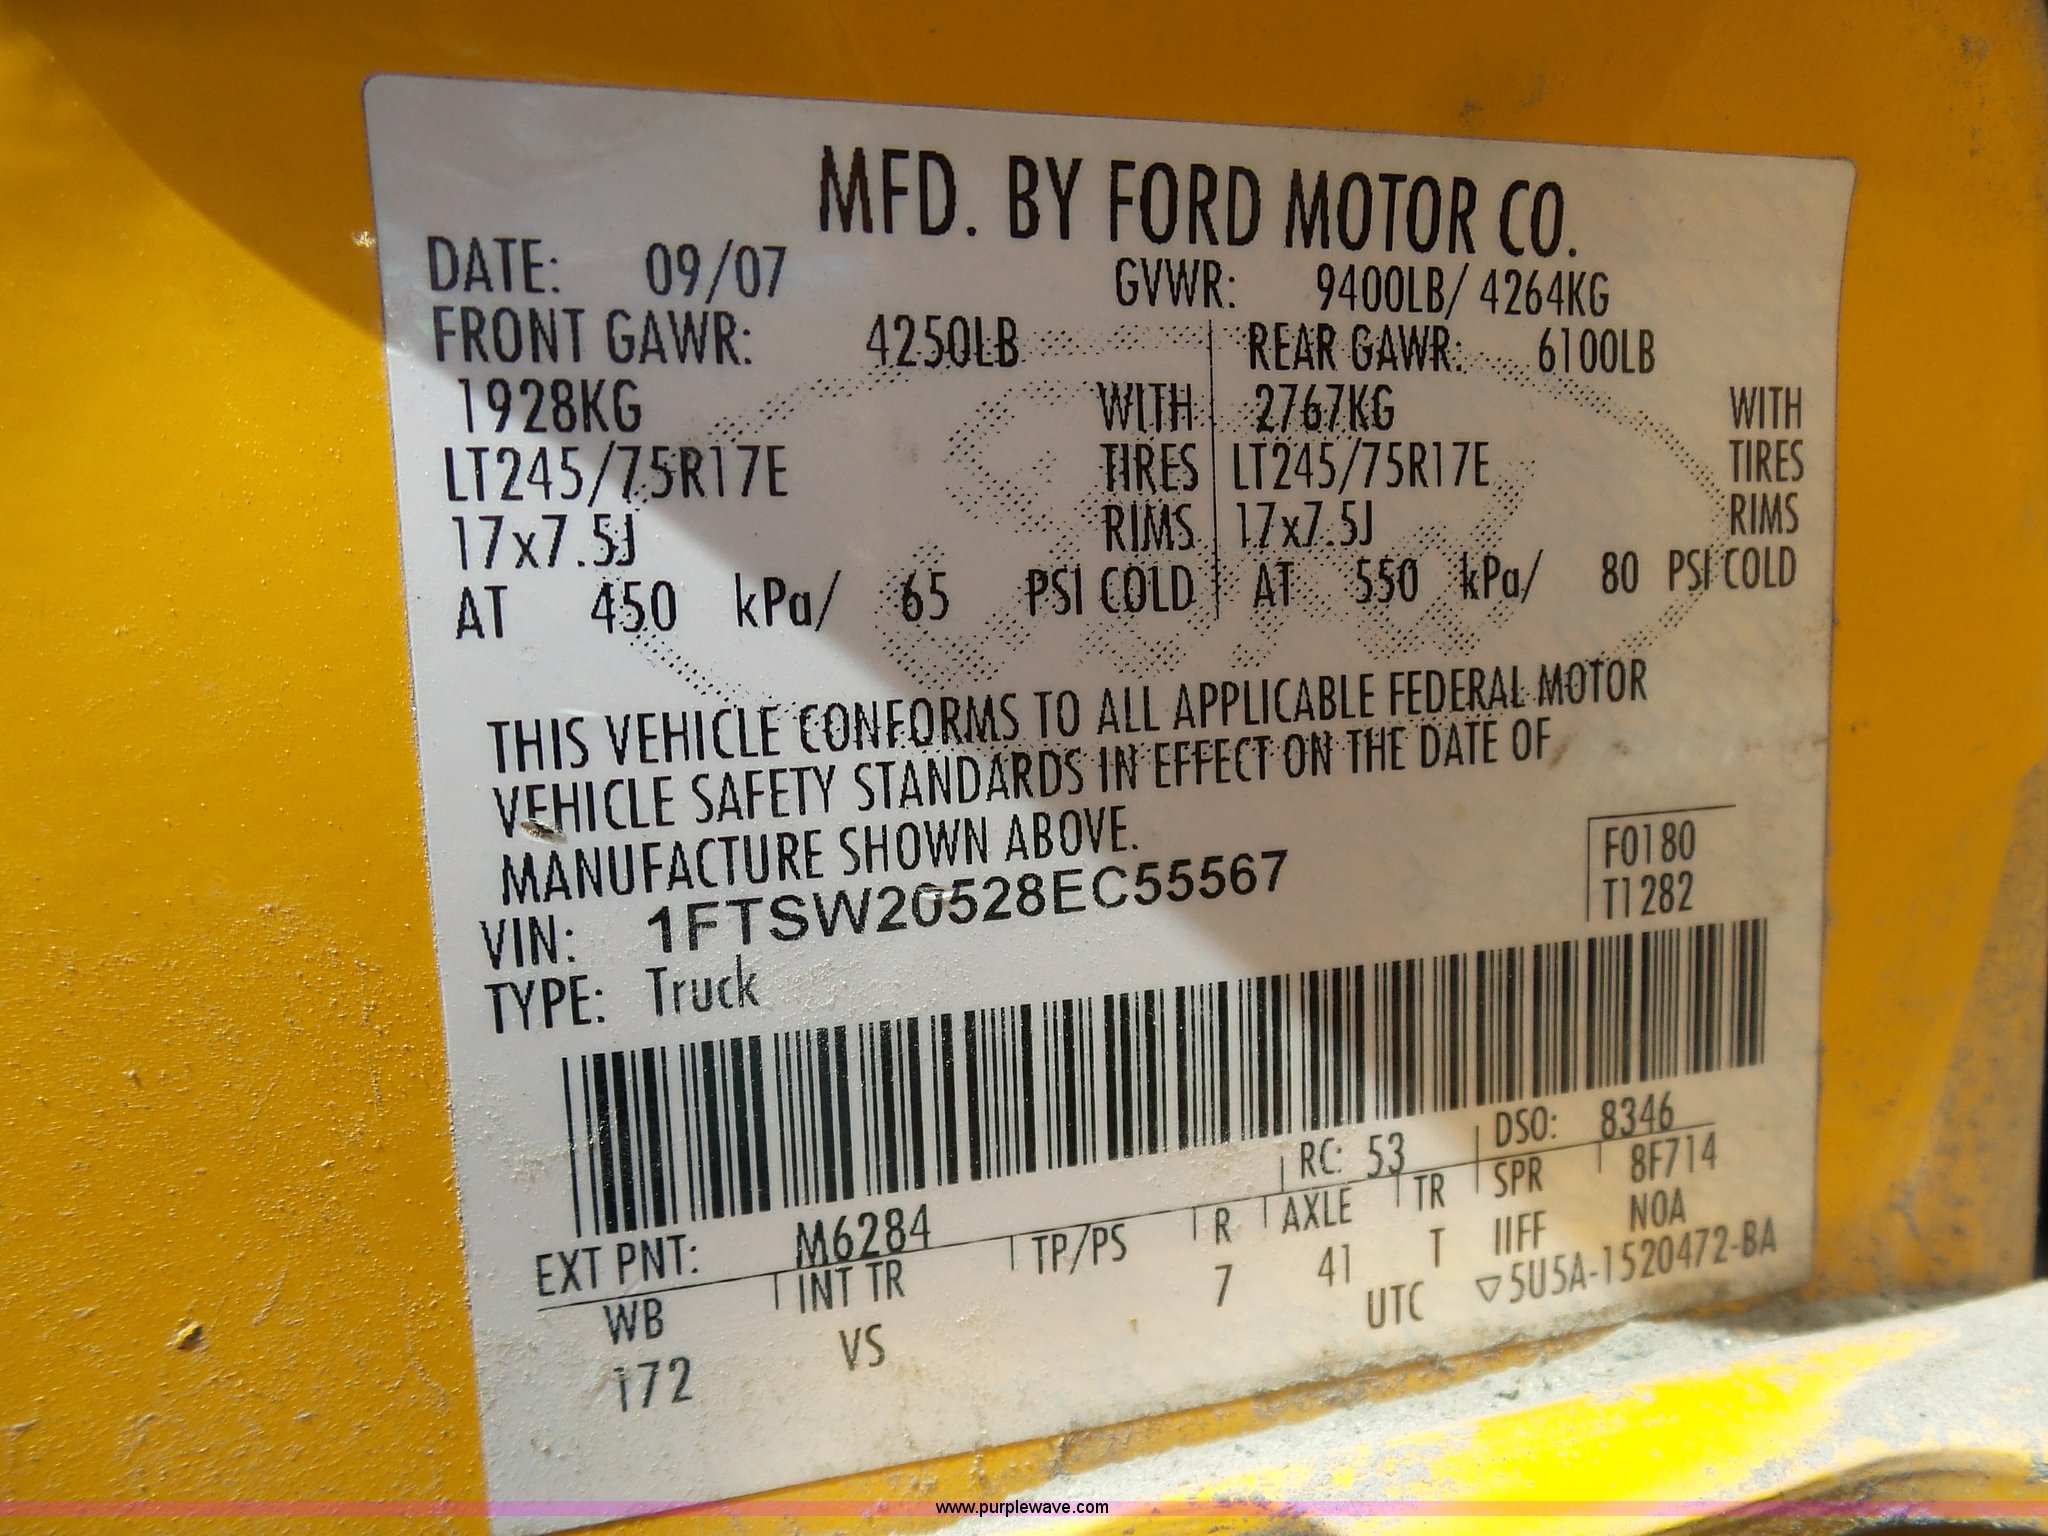 MFD. BY FORD MOTOR CO.
DATE: 09/07 GVWR: 9400LB/ 4264KG
FRONT GAWR: 4250LB REAR GAWR: 6100LB
1928KG WITH 2767KG WITH
LT245/75R17E TIRES LT245/75R17E TIRES
17x7.5J RIMS 17x7.5J RIMS
AT 450 kPa/ 65 PSI COLD AT 550 kPa/ 80 PSI COLD
THIS VEHICLE CONFORMS TO ALL APPLICABLE FEDERAL MOTOR
VEHICLE SAFETY STANDARDS IN EFFECT ON THE DATE OF
MANUFACTURE SHOWN ABOVE.
VIN: 1FTSW20528EC55567
TYPE: Truck
F0180
T1282
EXT PNT: M6284 RC: 53 DSO: 8346
WB INT TR TP/PS R AXLE TR SPR 8F714
172 VS 7 41 T IIFF NOA
UTC ▽5U5A-1520472-BA
www.purplewave.com